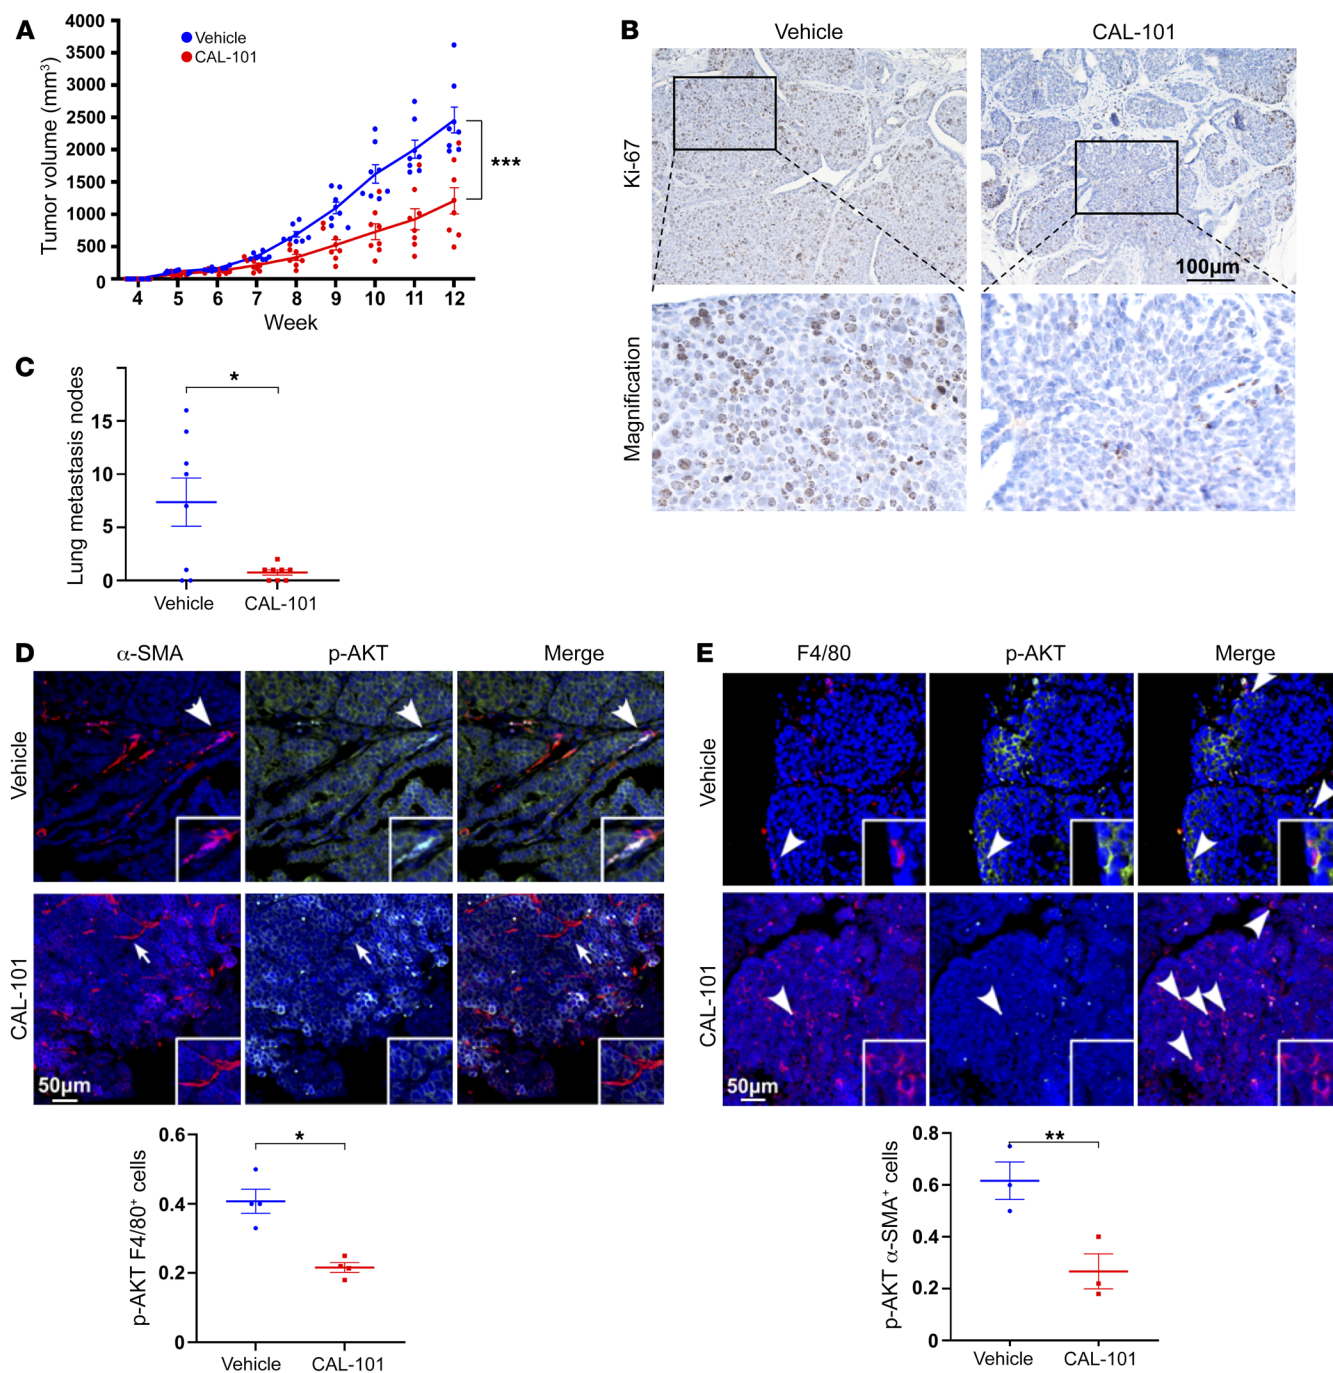 A
Tumor volume (mm³)
4000
3500
3000
2500
2000
1500
1000
500
0
Vehicle
CAL-101
***
4 5 6 7 8 9 10 11 12
Week
B
Vehicle CAL-101
Ki-67
100μm
Magnification
C
Lung metastasis nodes
15
10
5
0
*
Vehicle CAL-101
D
α-SMA p-AKT Merge
Vehicle
CAL-101
50μm
p-AKT F4/80⁺ cells
0.6
0.4
0.2
0
*
Vehicle CAL-101
E
F4/80 p-AKT Merge
Vehicle
CAL-101
50μm
p-AKT α-SMA⁺ cells
0.8
0.6
0.4
0.2
0
**
Vehicle CAL-101